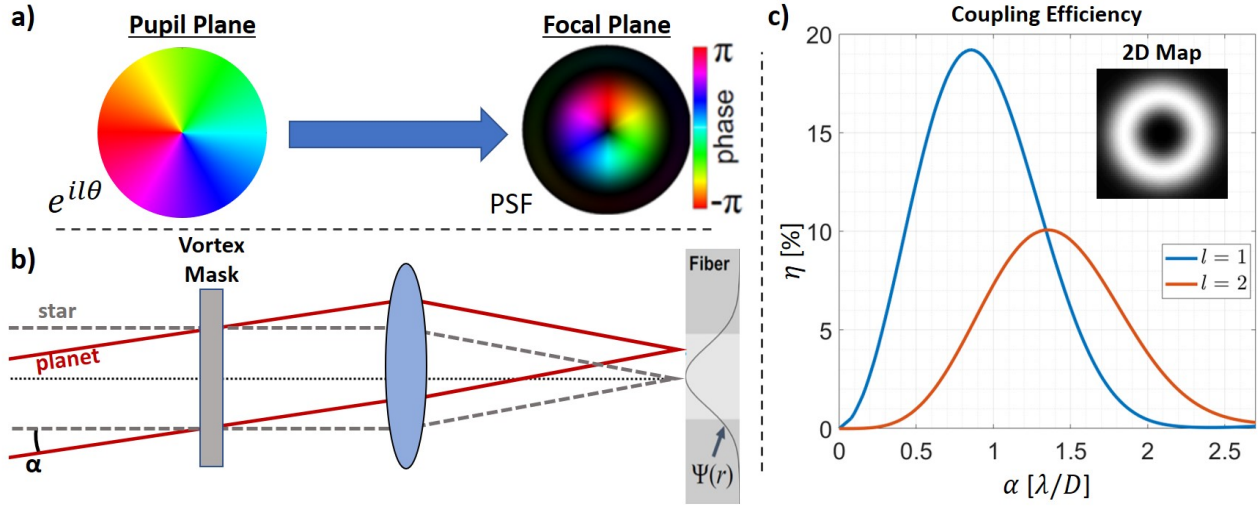 a)
Pupil Plane
Focal Plane
e^{ilθ}
PSF
π
phase
-π
b)
Vortex
Mask
star
planet
α
Fiber
Ψ(r)
c)
Coupling Efficiency
2D Map
20
15
10
5
0
η [%]
l = 1
l = 2
0 0.5 1 1.5 2 2.5
α [λ/D]